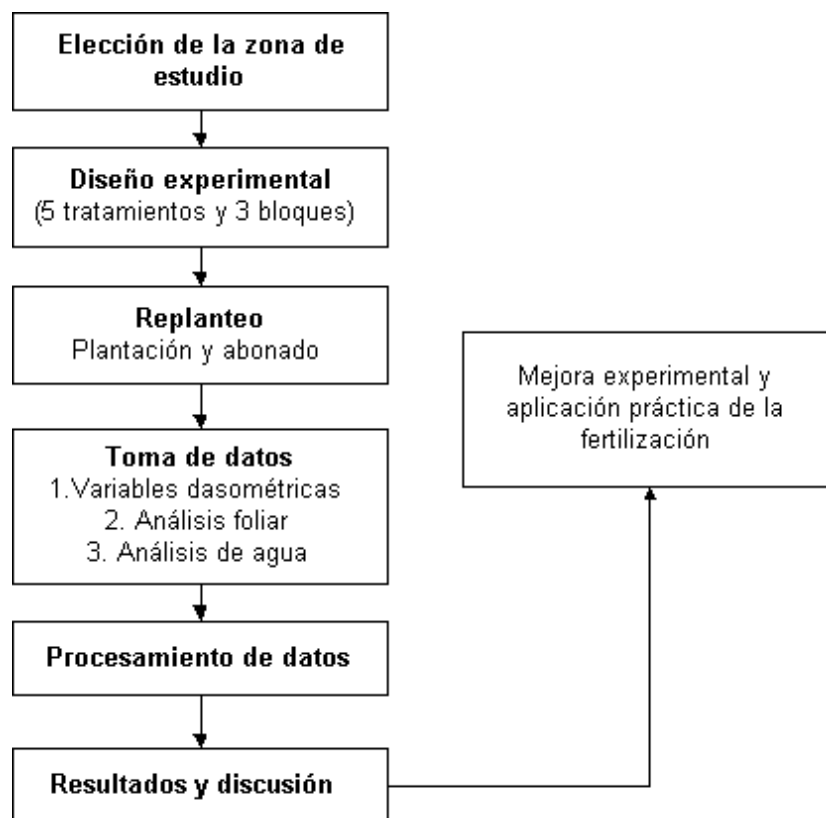 Elección de la zona de
estudio
Diseño experimental
(5 tratamientos y 3 bloques)
Replanteo
Plantación y abonado
Toma de datos
1.Variables dasométricas
2. Análisis foliar
3. Análisis de agua
Procesamiento de datos
Resultados y discusión
Mejora experimental y
aplicación práctica de la
fertilización